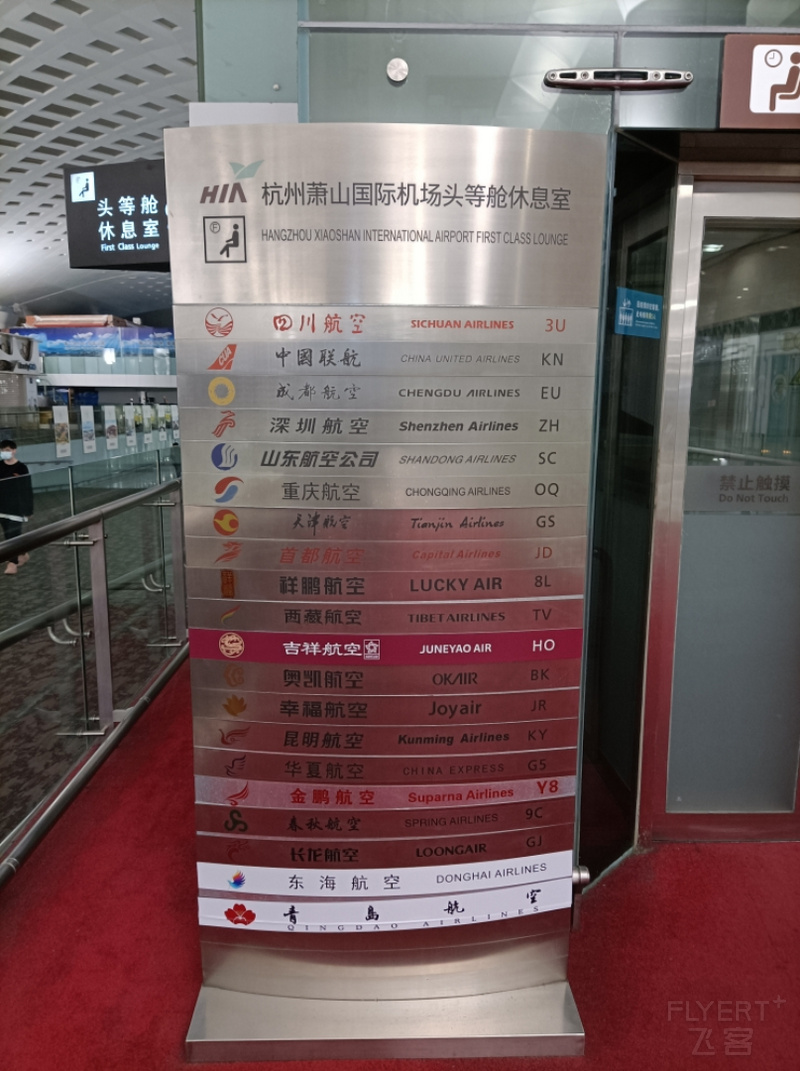 HIA 杭州萧山国际机场头等舱休息室
HANGZHOU XIAOSHAN INTERNATIONAL AIRPORT FIRST CLASS LOUNGE
头等舱
休息室
First Class Lounge
四川航空 SICHUAN AIRLINES 3U
中国联航 CHINA UNITED AIRLINES KN
成都航空 CHENGDU AIRLINES EU
深圳航空 Shenzhen Airlines ZH
山东航空公司 SHANDONG AIRLINES SC
重庆航空 CHONGQING AIRLINES OQ
天津航空 Tianjin Airlines GS
首都航空 Capital Airlines JD
祥鹏航空 LUCKY AIR 8L
西藏航空 TIBET AIRLINES TV
吉祥航空 JUNEYAO AIR HO
奥凯航空 OKAIR BK
幸福航空 Joyair JR
昆明航空 Kunming Airlines KY
华夏航空 CHINA EXPRESS G5
金鹏航空 Suparna Airlines Y8
春秋航空 SPRING AIRLINES 9C
长龙航空 LOONGAIR GJ
东海航空 DONGHAI AIRLINES
青岛航空
QINGDAO AIRLINES
禁止触摸
Do Not Touch
FLYERT+
飞客